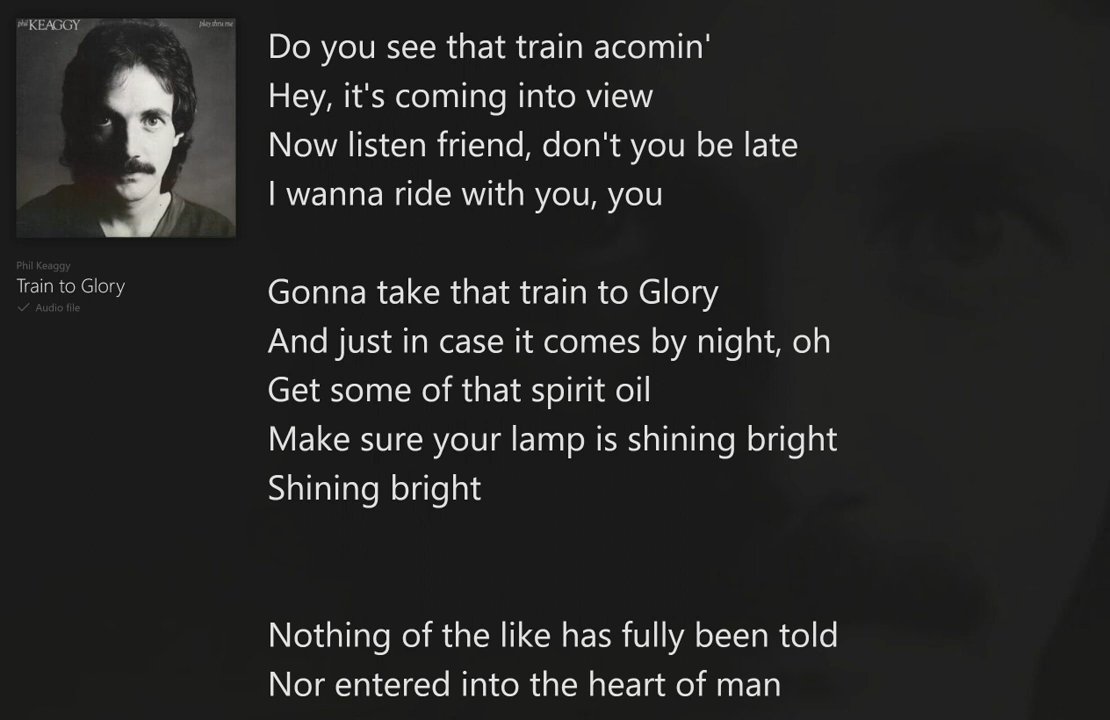 phil KEAGGY
play thru me
Phil Keaggy
Train to Glory
Audio file
Do you see that train acomin'
Hey, it's coming into view
Now listen friend, don't you be late
I wanna ride with you, you
Gonna take that train to Glory
And just in case it comes by night, oh
Get some of that spirit oil
Make sure your lamp is shining bright
Shining bright
Nothing of the like has fully been told
Nor entered into the heart of man